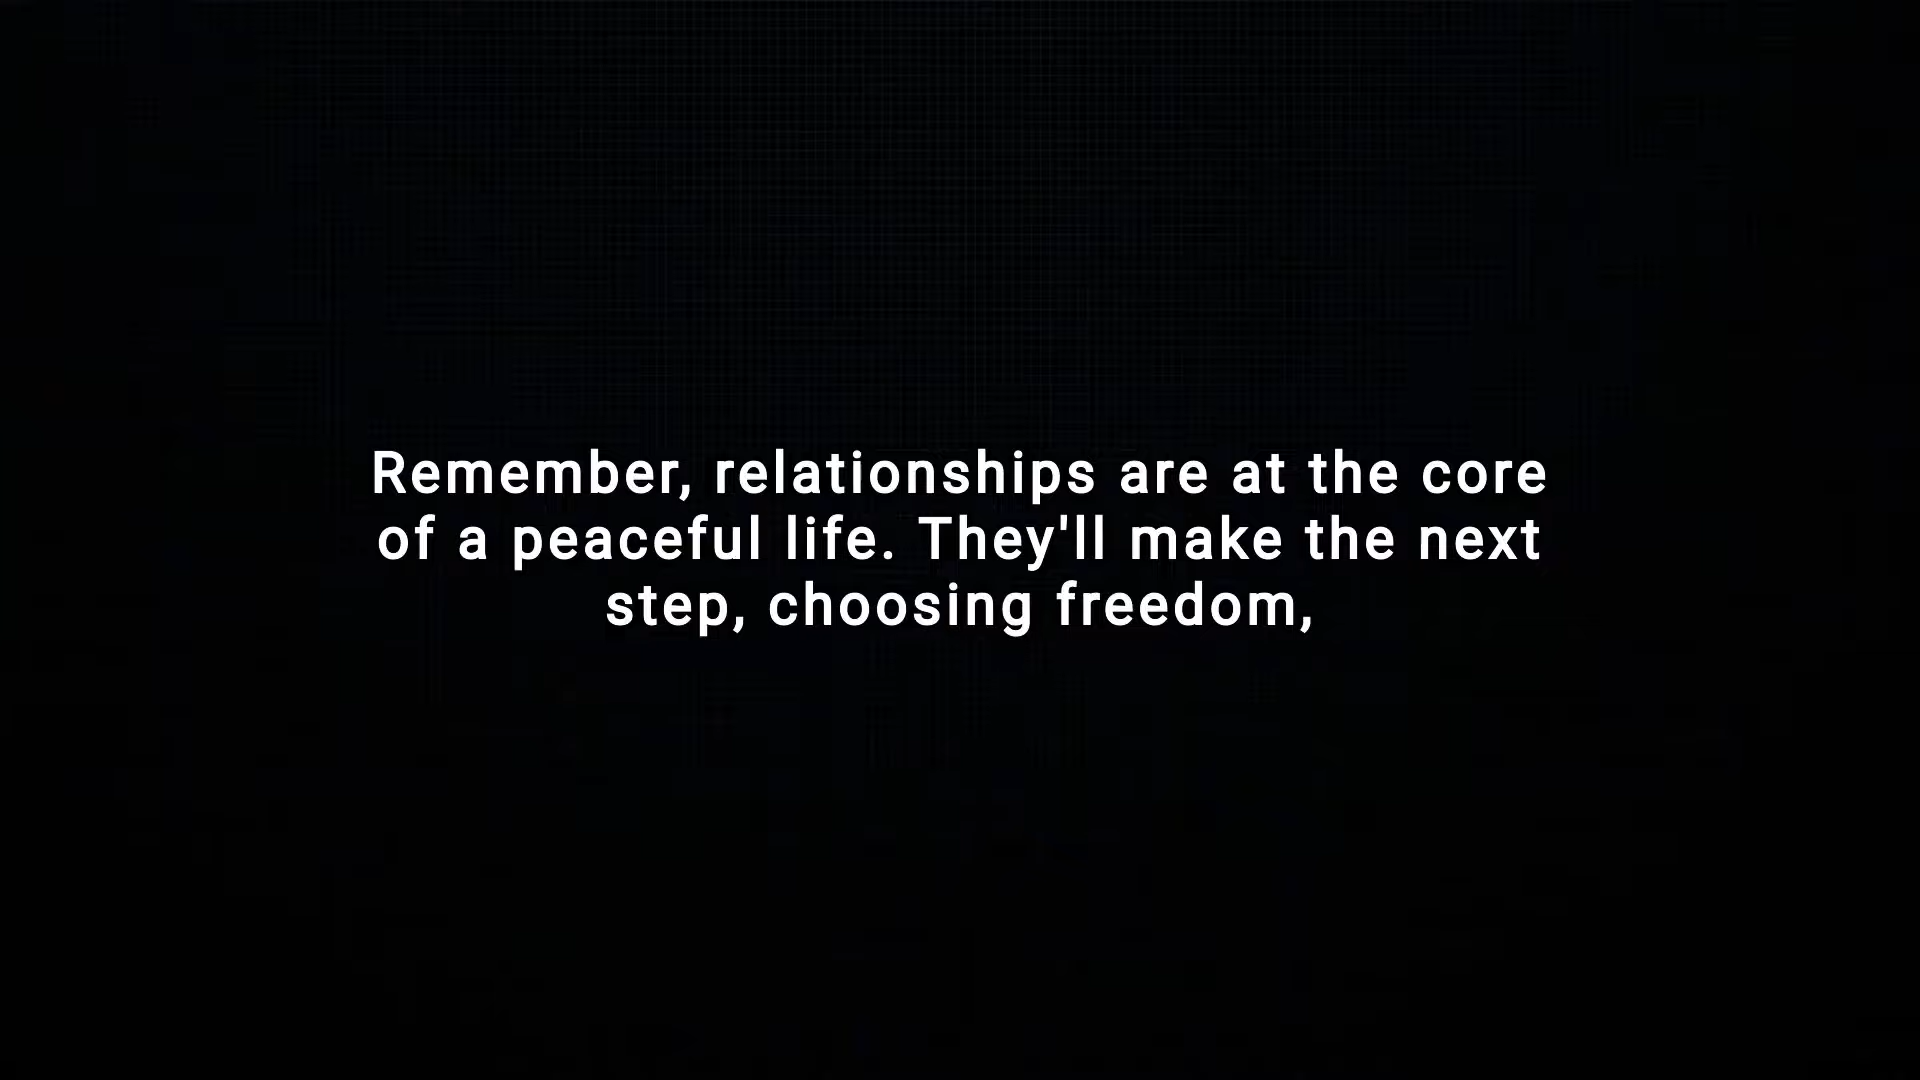 Remember, relationships are at the core
of a peaceful life. They'll make the next
step, choosing freedom,